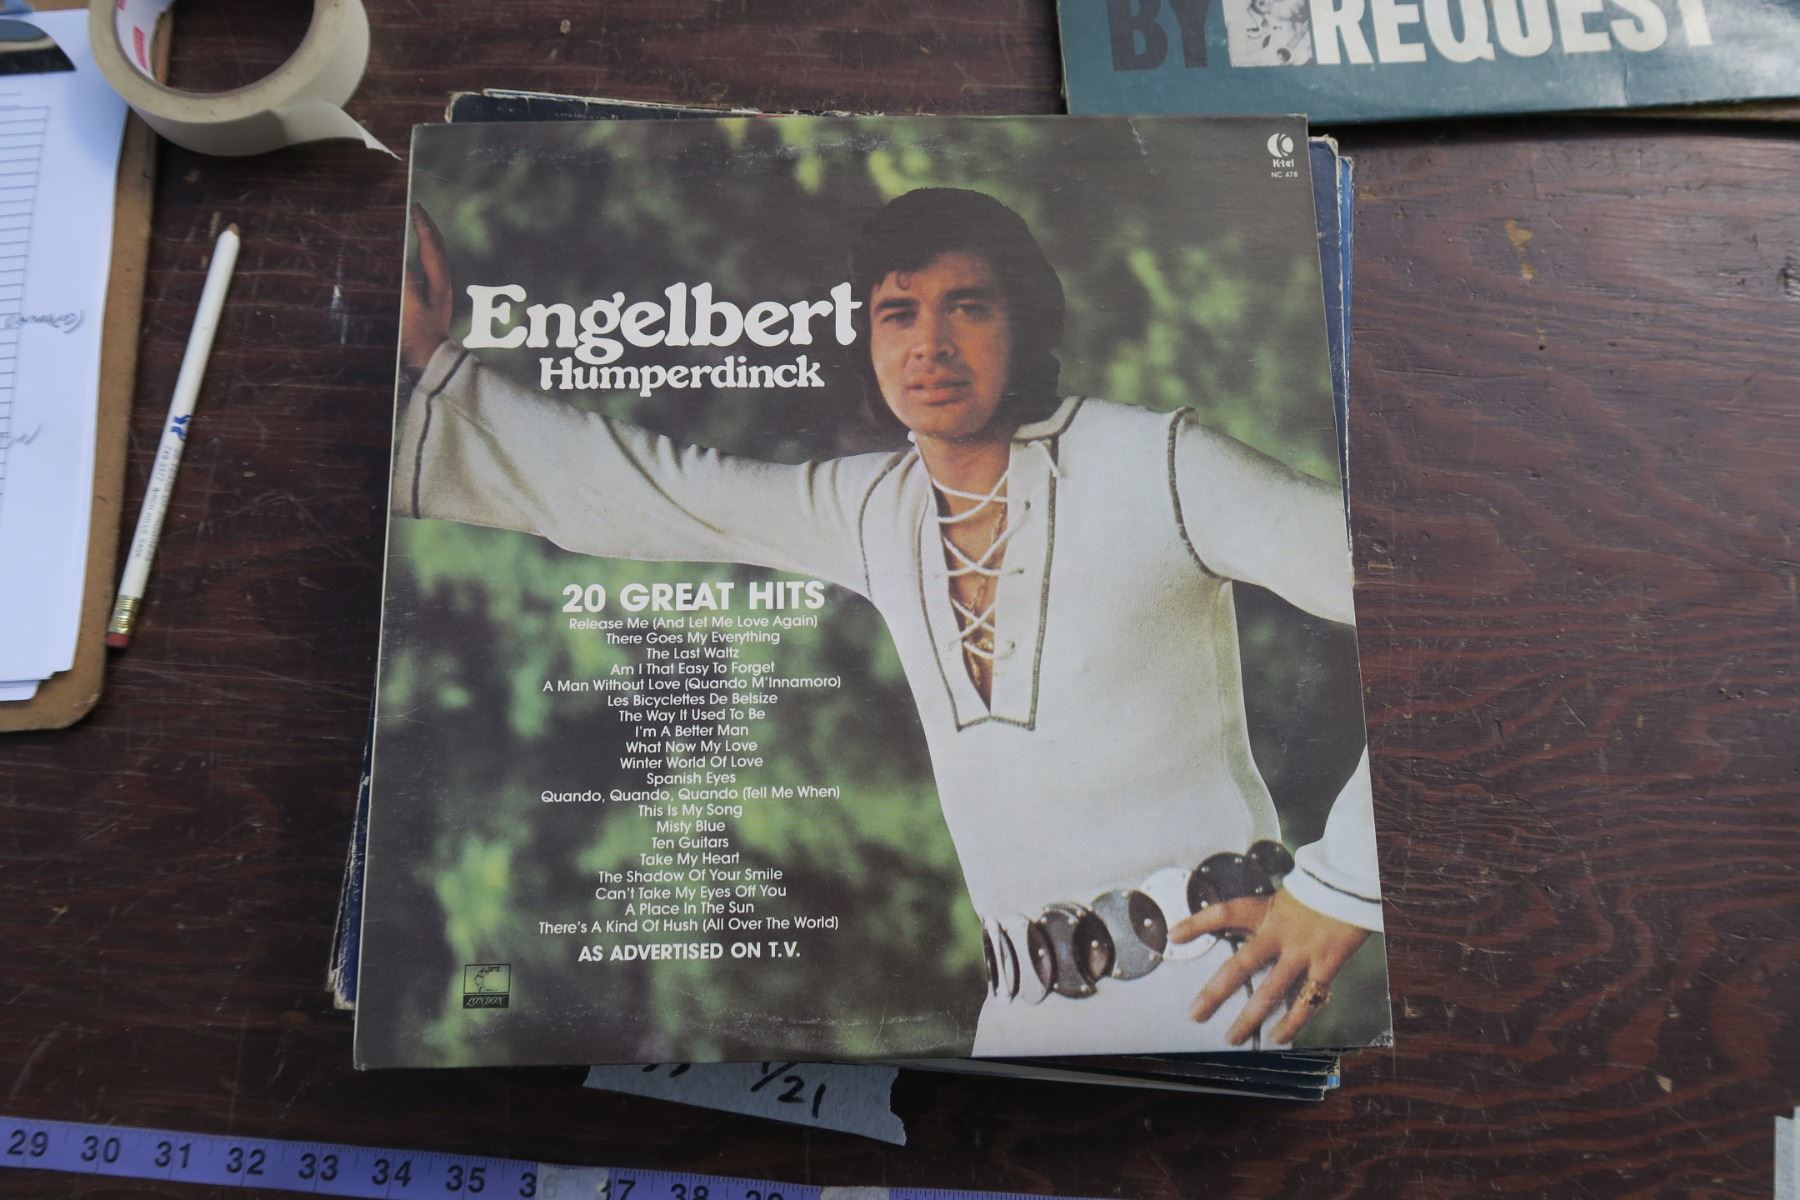 BY REQUEST
K-tel
NC 478
Engelbert
Humperdinck
20 GREAT HITS
Release Me (And Let Me Love Again)
There Goes My Everything
The Last Waltz
Am I That Easy To Forget
A Man Without Love (Quando M'Innamoro)
Les Bicyclettes De Belsize
The Way It Used To Be
I'm A Better Man
What Now My Love
Winter World Of Love
Spanish Eyes
Quando, Quando, Quando (Tell Me When)
This Is My Song
Misty Blue
Ten Guitars
Take My Heart
The Shadow Of Your Smile
Can't Take My Eyes Off You
A Place In The Sun
There's A Kind Of Hush (All Over The World)
AS ADVERTISED ON T.V.
LONDON
1/21
29 30 31 32 33 34 35 36 37 38 39